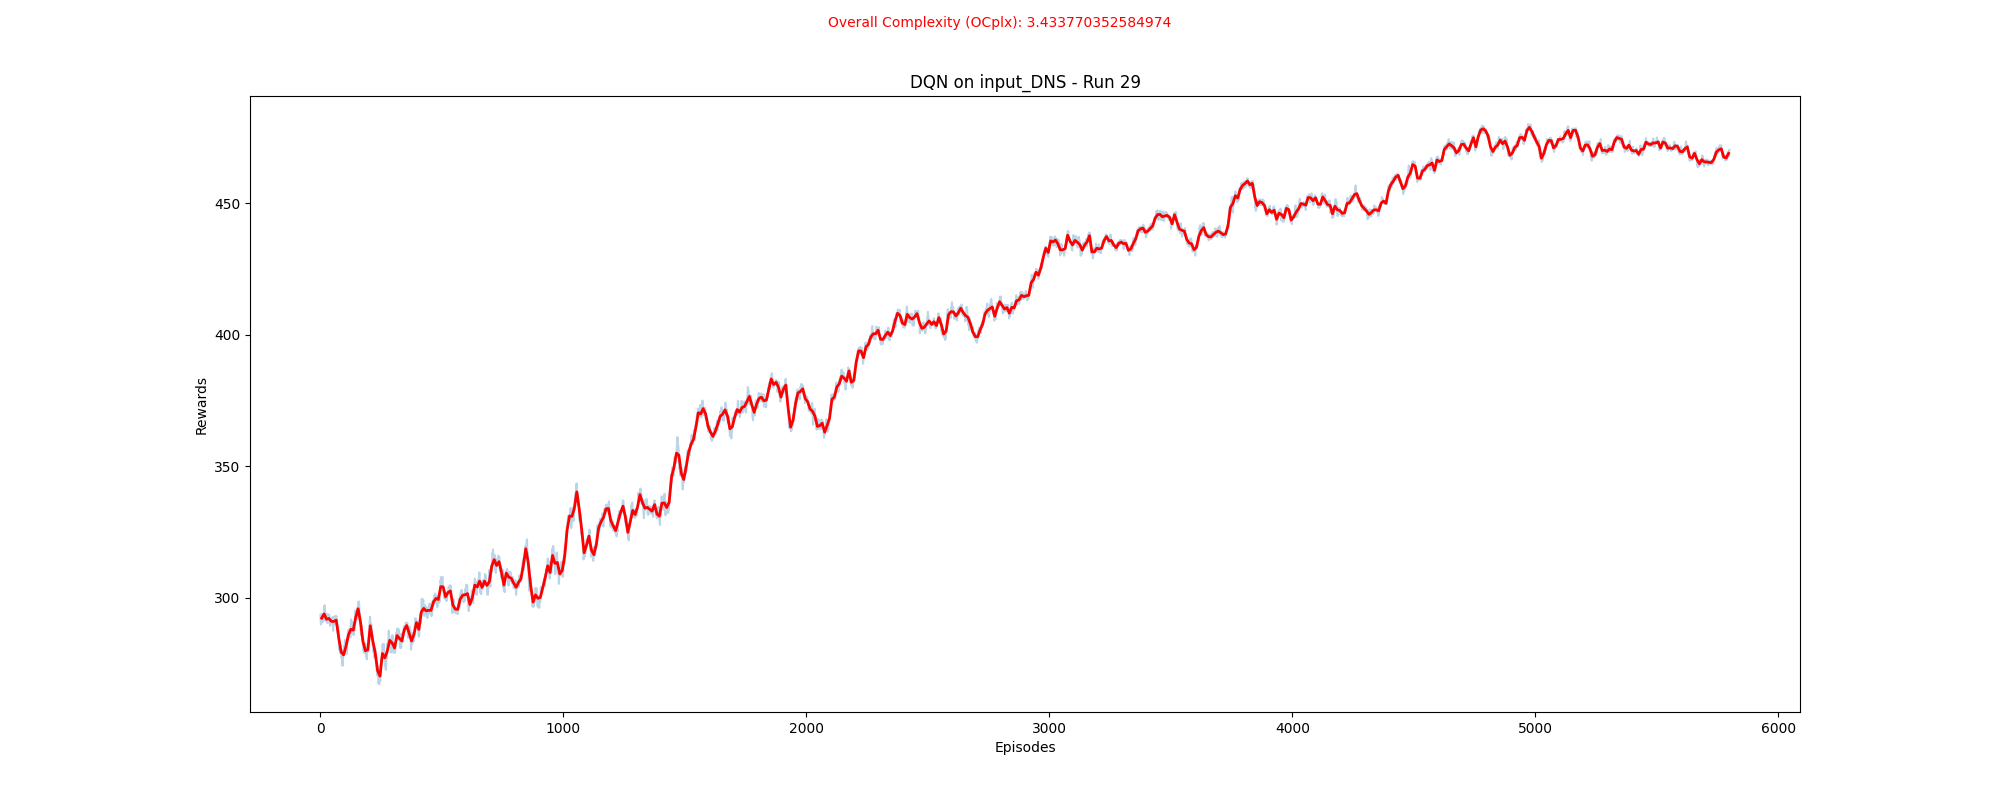 Overall Complexity (OCplx): 3.433770352584974
DQN on input_DNS - Run 29
Rewards
450
400
350
300
0 1000 2000 3000 4000 5000 6000
Episodes